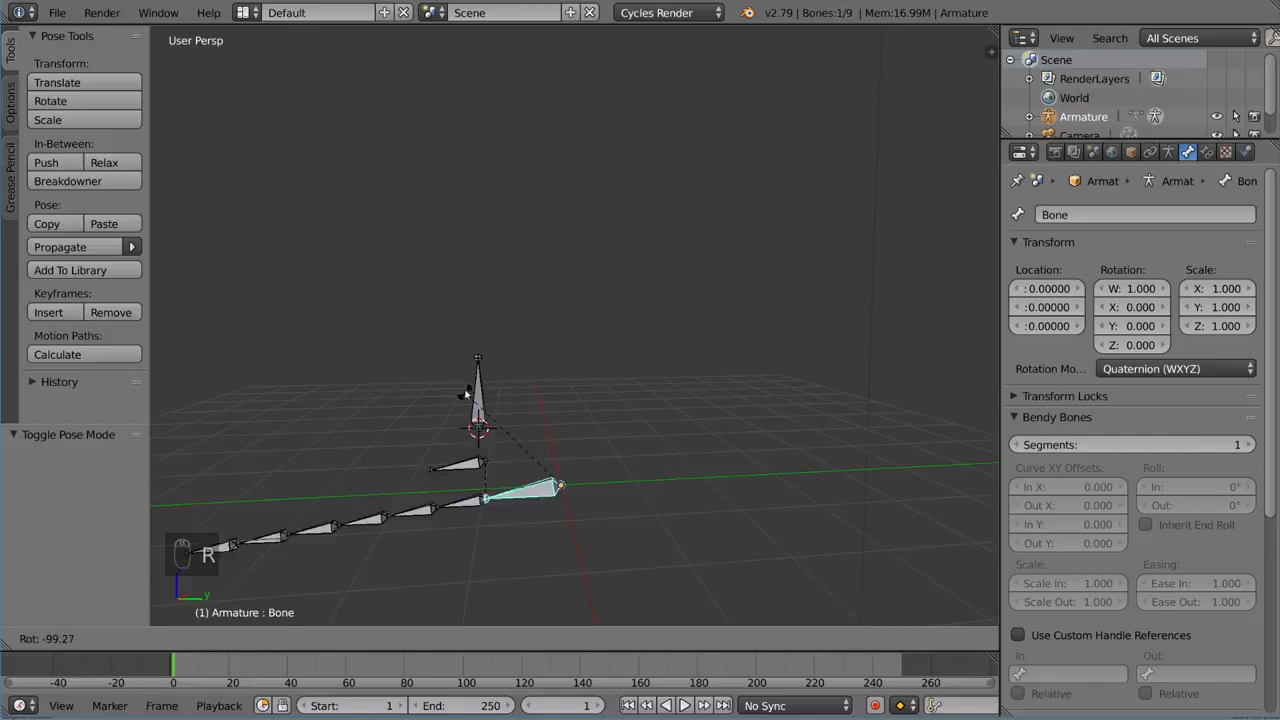 File Render Window Help Default Scene Cycles Render v2.79 | Bones:1/9 | Mem:16.99M | Armature
Tools
Options
Grease Pencil
Pose Tools
Transform:
Translate
Rotate
Scale
In-Between:
Push Relax
Breakdowner
Pose:
Copy Paste
Propagate
Add To Library
Keyframes:
Insert Remove
Motion Paths:
Calculate
History
Toggle Pose Mode
User Persp
R
y
(1) Armature : Bone
Rot: -99.27
View Search All Scenes
Scene
RenderLayers
World
Armature
Camera
Armat Armat Bon
Bone
Transform
Location: Rotation: Scale:
:0.00000 W: 1.000 X: 1.000
:0.00000 X: 0.000 Y: 1.000
:0.00000 Y: 0.000 Z: 1.000
Z: 0.000
Rotation Mo... Quaternion (WXYZ)
Transform Locks
Bendy Bones
Segments: 1
Curve XY Offsets: Roll:
In X: 0.000 In: 0°
Out X: 0.000 Out: 0°
In Y: 0.000 Inherit End Roll
Out Y: 0.000
Scale: Easing:
Scale In: 1.000 Ease In: 1.000
Scale Out: 1.000 Ease Out: 1.000
Use Custom Handle References
In: Out:
Relative Relative
-40 -20 0 20 40 60 80 100 120 140 160 180 200 220 240 260
View Marker Frame Playback Start: 1 End: 250 1 No Sync